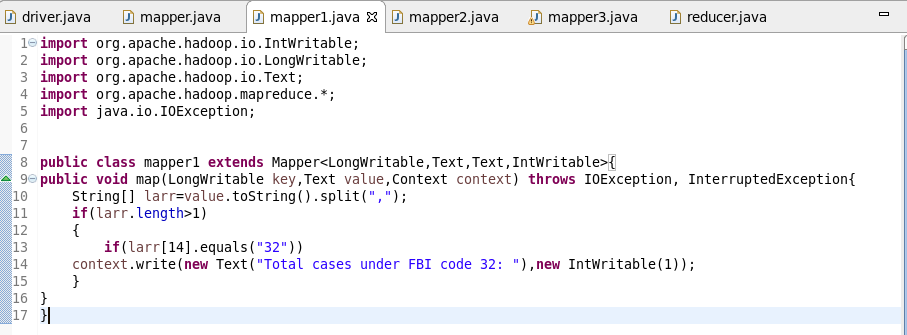 driver.java mapper.java mapper1.java mapper2.java mapper3.java reducer.java
1 import org.apache.hadoop.io.IntWritable;
2 import org.apache.hadoop.io.LongWritable;
3 import org.apache.hadoop.io.Text;
4 import org.apache.hadoop.mapreduce.*;
5 import java.io.IOException;
6
7
8 public class mapper1 extends Mapper<LongWritable,Text,Text,IntWritable>{
9 public void map(LongWritable key,Text value,Context context) throws IOException, InterruptedException{
10     String[] larr=value.toString().split(",");
11     if(larr.length>1)
12     {
13         if(larr[14].equals("32"))
14     context.write(new Text("Total cases under FBI code 32: "),new IntWritable(1));
15     }
16 }
17 }